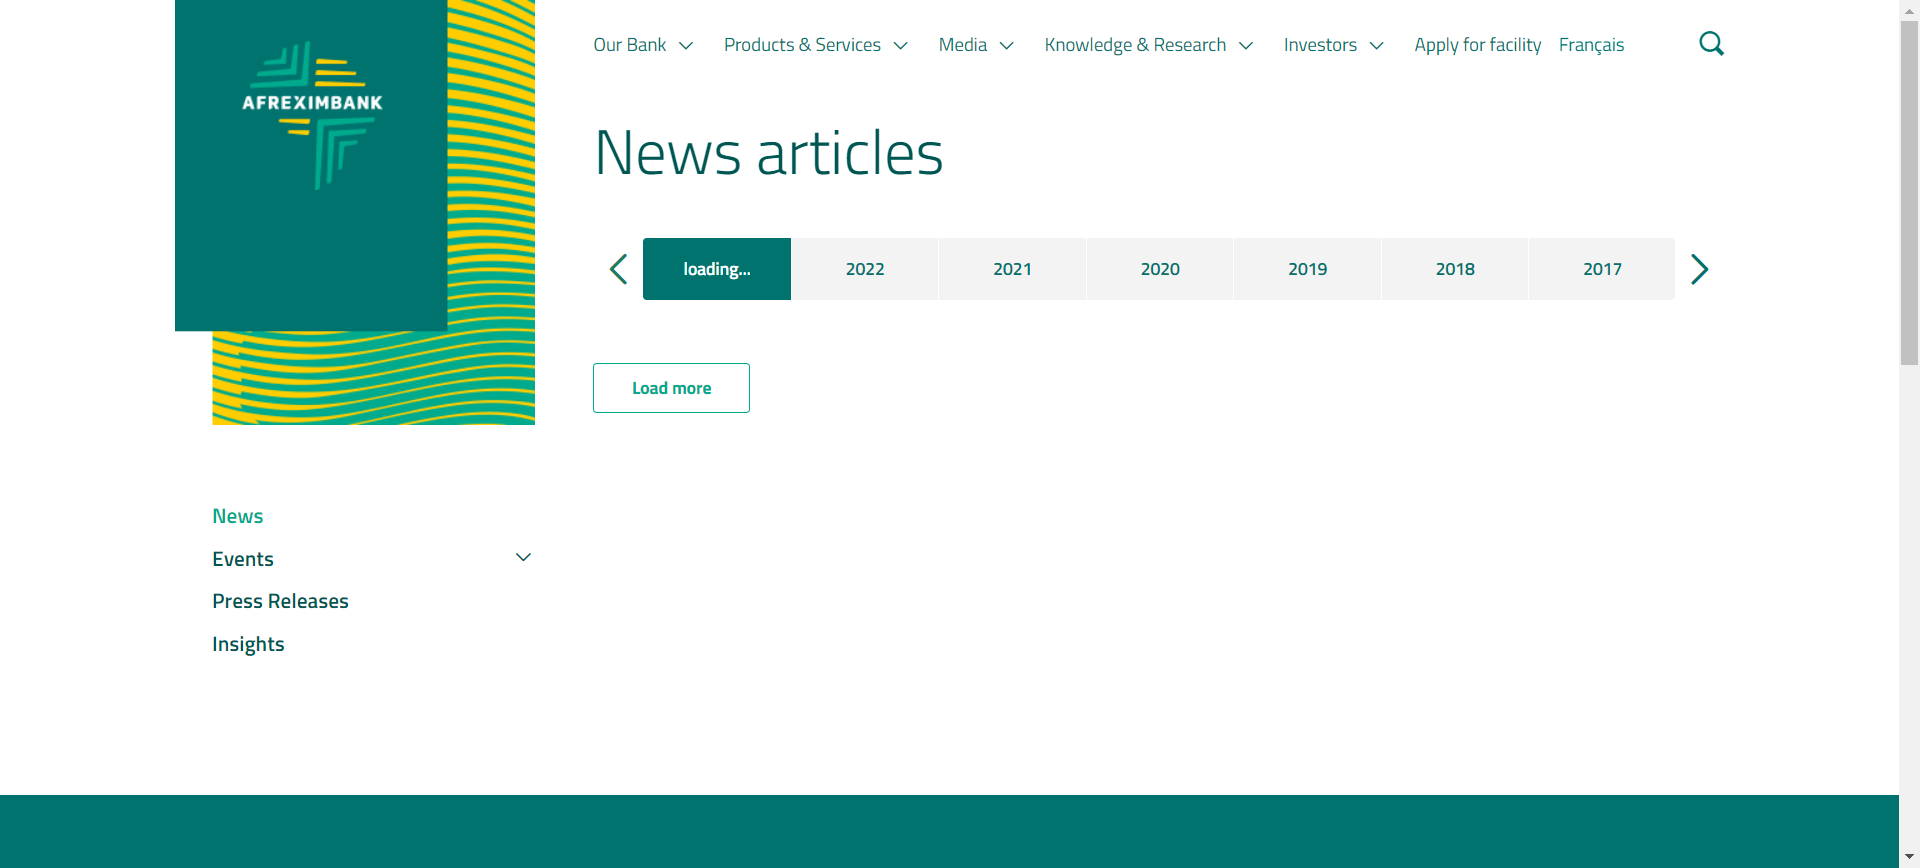 AFREXIMBANK
Our Bank Products & Services Media Knowledge & Research Investors Apply for facility Français
News articles
loading... 2022 2021 2020 2019 2018 2017
Load more
News
Events
Press Releases
Insights